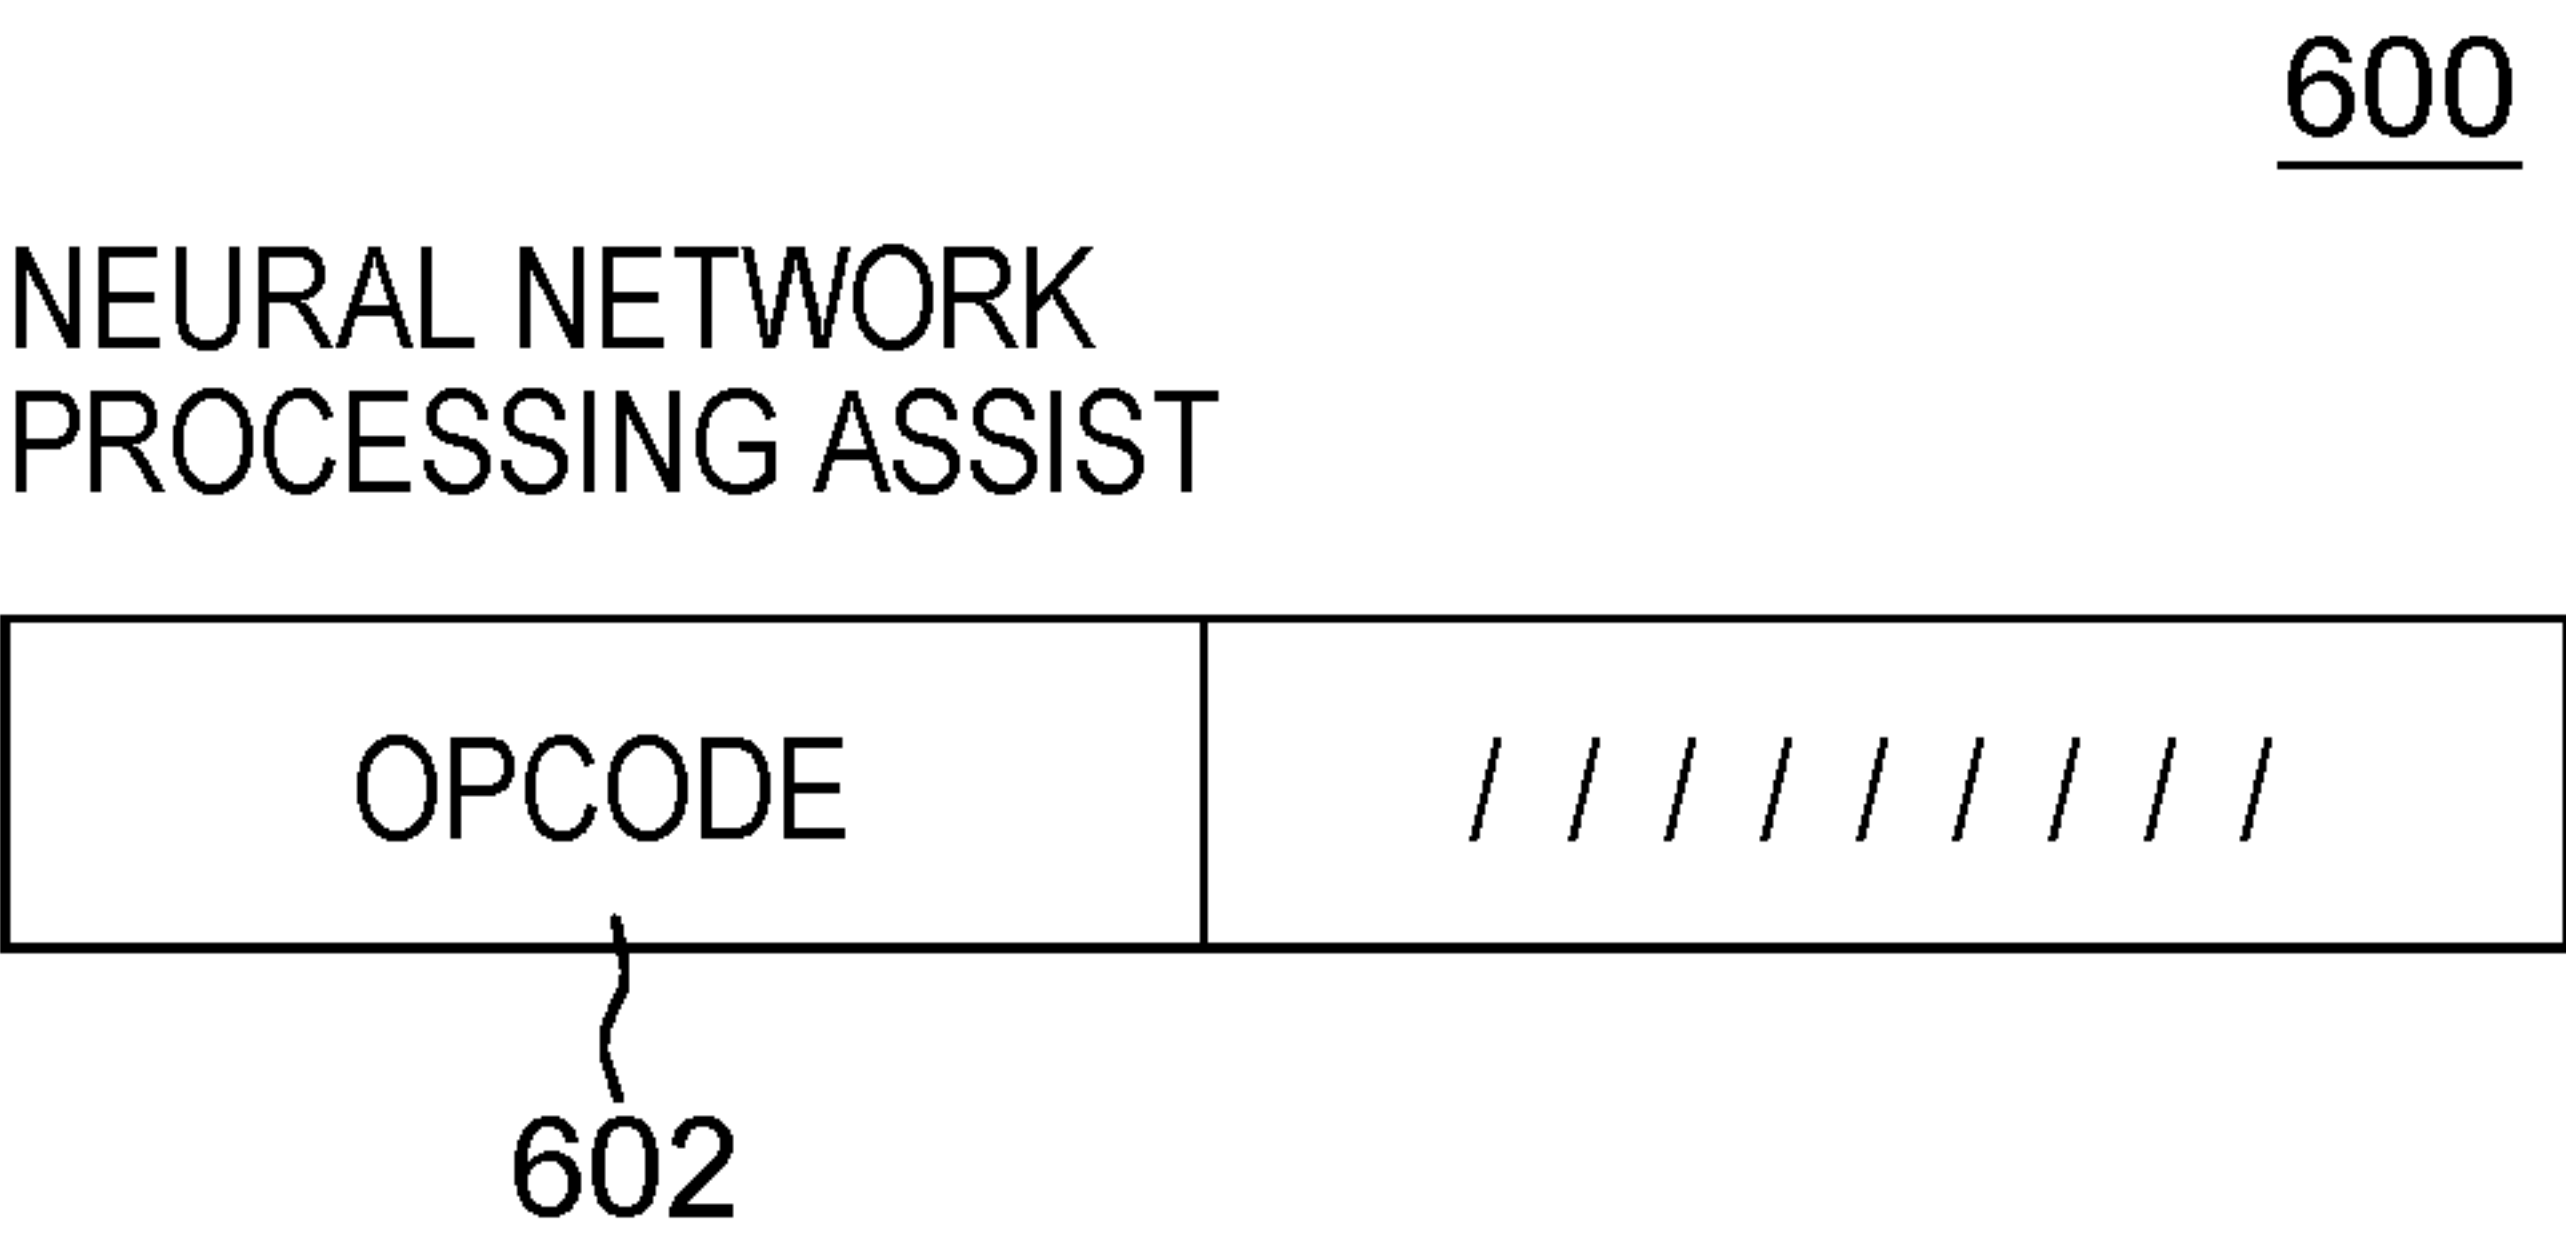 600
NEURAL NETWORK
PROCESSING ASSIST
OPCODE / / / / / / / / /
602